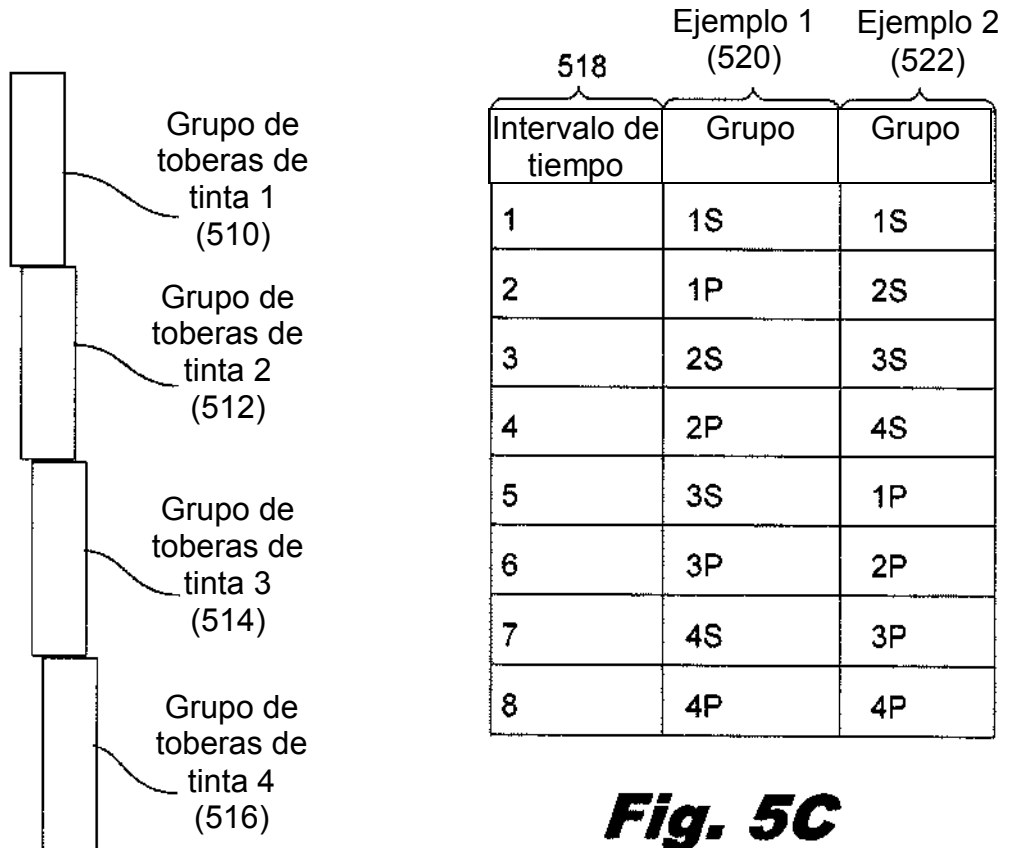 Grupo de
toberas de
tinta 1
(510)
Grupo de
toberas de
tinta 2
(512)
Grupo de
toberas de
tinta 3
(514)
Grupo de
toberas de
tinta 4
(516)
518
Ejemplo 1
(520)
Ejemplo 2
(522)
Intervalo de
tiempo
Grupo
Grupo
1 1S 1S
2 1P 2S
3 2S 3S
4 2P 4S
5 3S 1P
6 3P 2P
7 4S 3P
8 4P 4P
Fig. 5C